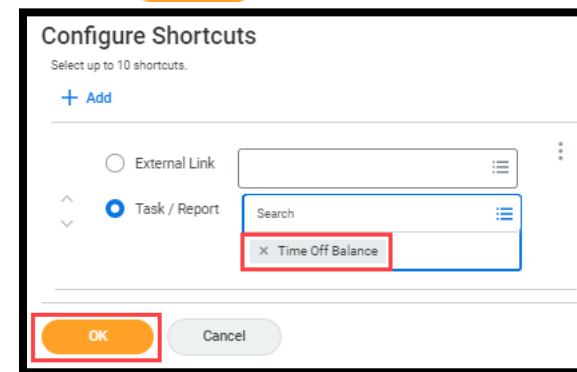 Configure Shortcuts
Select up to 10 shortcuts.
+ Add
External Link
Task / Report
Search
× Time Off Balance
OK
Cancel